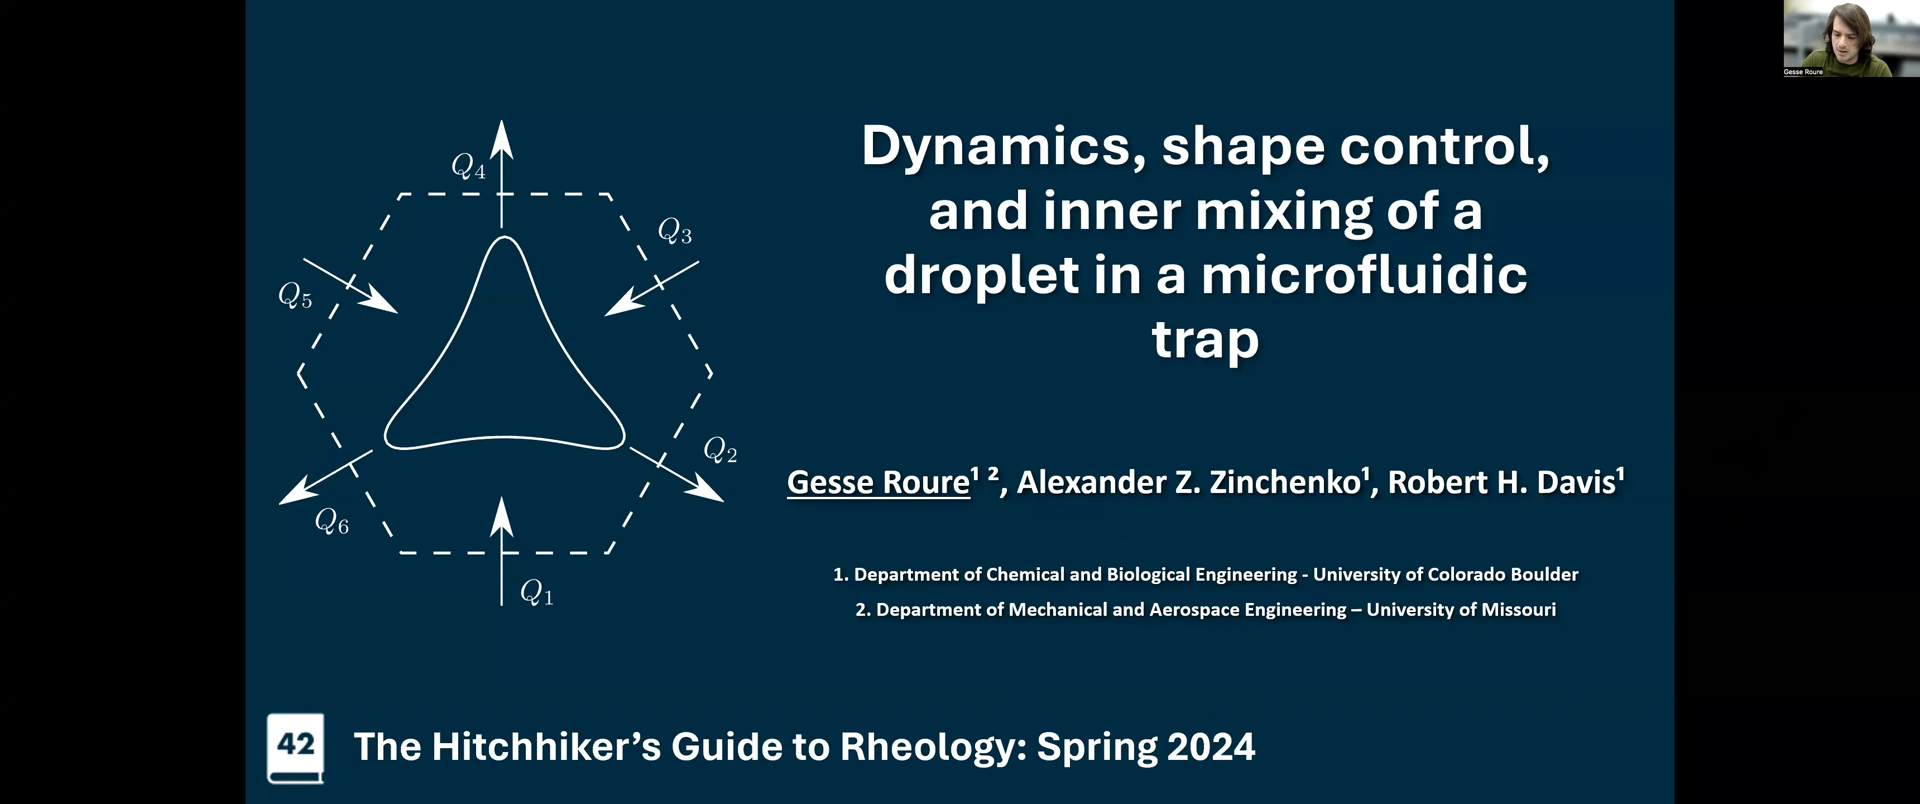 Gesse Roure
Dynamics, shape control,
and inner mixing of a
droplet in a microfluidic
trap
Q4
Q3
Q5
Q2
Q6
Q1
Gesse Roure¹ ², Alexander Z. Zinchenko¹, Robert H. Davis¹
1. Department of Chemical and Biological Engineering - University of Colorado Boulder
2. Department of Mechanical and Aerospace Engineering – University of Missouri
42
The Hitchhiker’s Guide to Rheology: Spring 2024